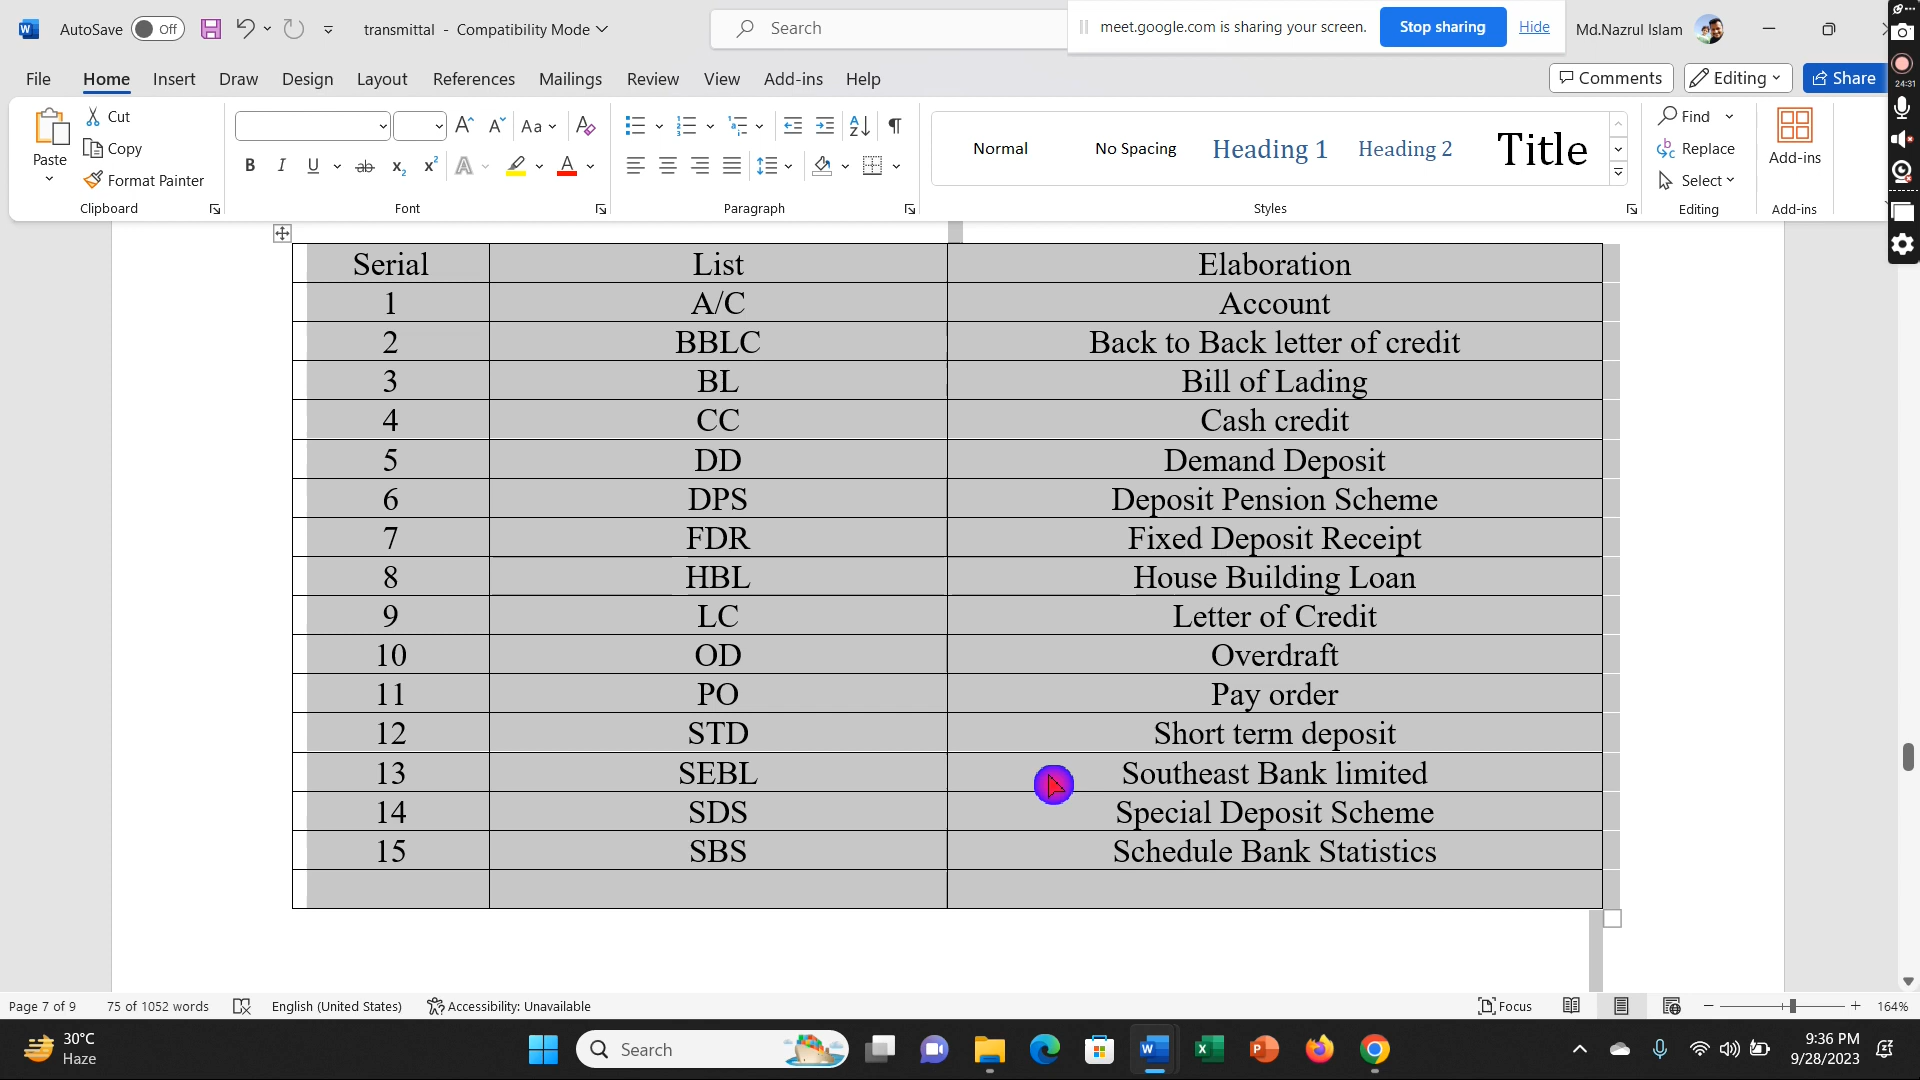 AutoSave Off transmittal - Compatibility Mode Search meet.google.com is sharing your screen. Stop sharing Hide Md.Nazrul Islam
File Home Insert Draw Design Layout References Mailings Review View Add-ins Help Comments Editing Share
24:31
Paste
Cut
Copy
Format Painter
Clipboard
Aa
B I U ab x₂ x² A A
Font
Paragraph
Normal No Spacing Heading 1 Heading 2 Title
Styles
Find
Replace
Select
Editing
Add-ins
Add-ins
Serial List Elaboration
1 A/C Account
2 BBLC Back to Back letter of credit
3 BL Bill of Lading
4 CC Cash credit
5 DD Demand Deposit
6 DPS Deposit Pension Scheme
7 FDR Fixed Deposit Receipt
8 HBL House Building Loan
9 LC Letter of Credit
10 OD Overdraft
11 PO Pay order
12 STD Short term deposit
13 SEBL Southeast Bank limited
14 SDS Special Deposit Scheme
15 SBS Schedule Bank Statistics
Page 7 of 9 75 of 1052 words English (United States) Accessibility: Unavailable Focus 164%
30°C
Haze
Search
9:36 PM
9/28/2023